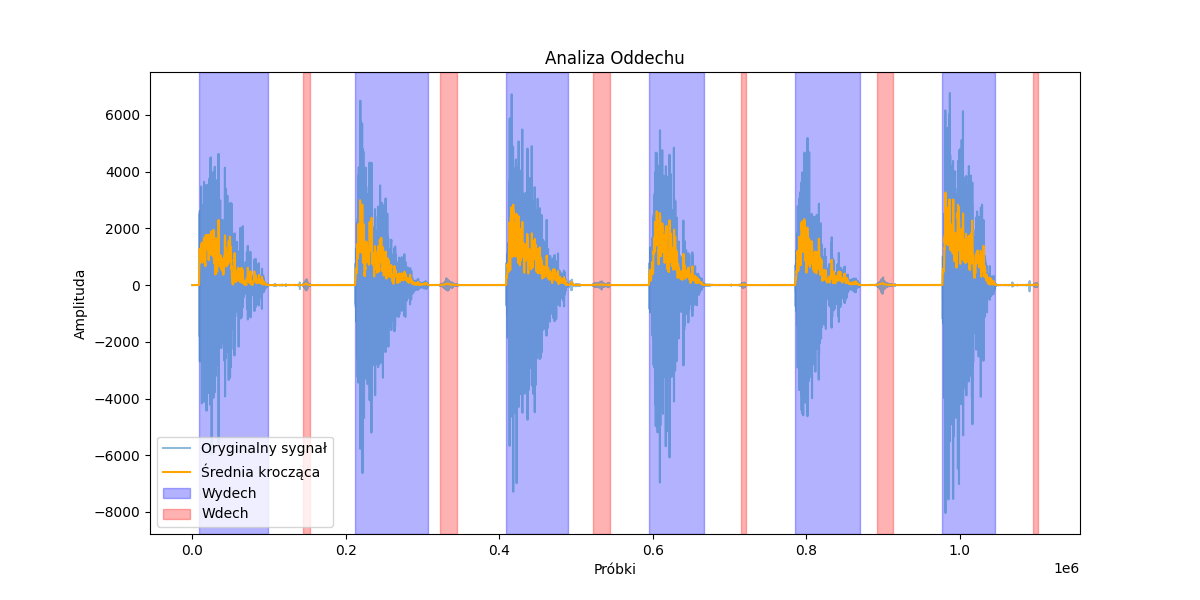 Analiza Oddechu
Amplituda
6000
4000
2000
0
−2000
−4000
−6000
−8000
Oryginalny sygnał
Średnia krocząca
Wydech
Wdech
0.0 0.2 0.4 0.6 0.8 1.0
1e6
Próbki